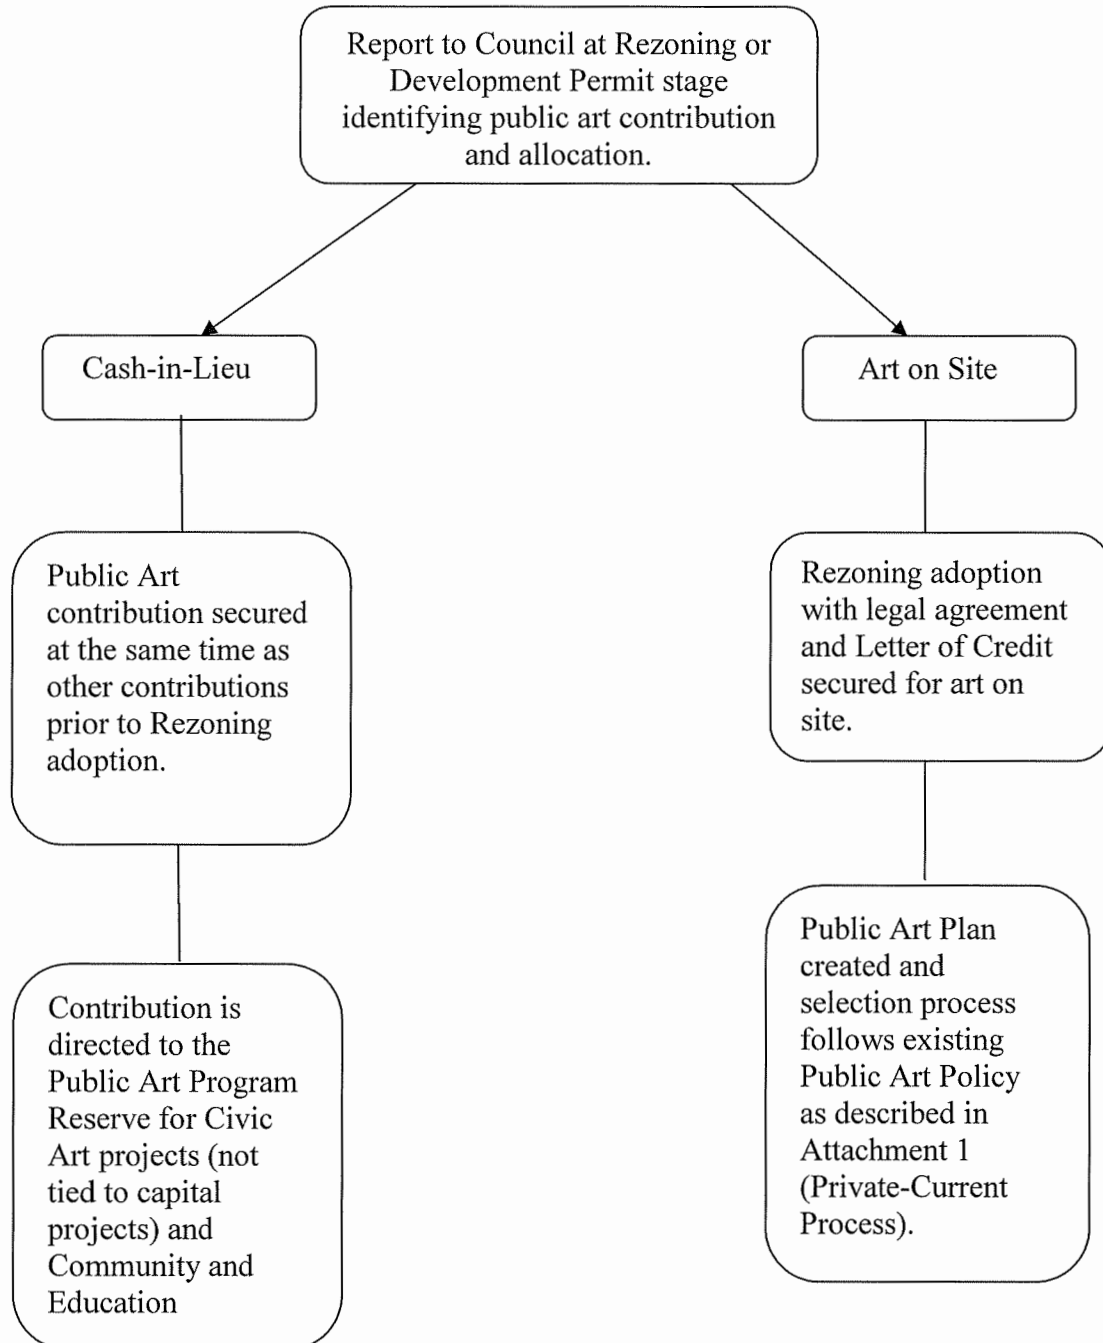 Report to Council at Rezoning or
Development Permit stage
identifying public art contribution
and allocation.
Cash-in-Lieu
Art on Site
Public Art
contribution secured
at the same time as
other contributions
prior to Rezoning
adoption.
Rezoning adoption
with legal agreement
and Letter of Credit
secured for art on
site.
Contribution is
directed to the
Public Art Program
Reserve for Civic
Art projects (not
tied to capital
projects) and
Community and
Education
Public Art Plan
created and
selection process
follows existing
Public Art Policy
as described in
Attachment 1
(Private-Current
Process).